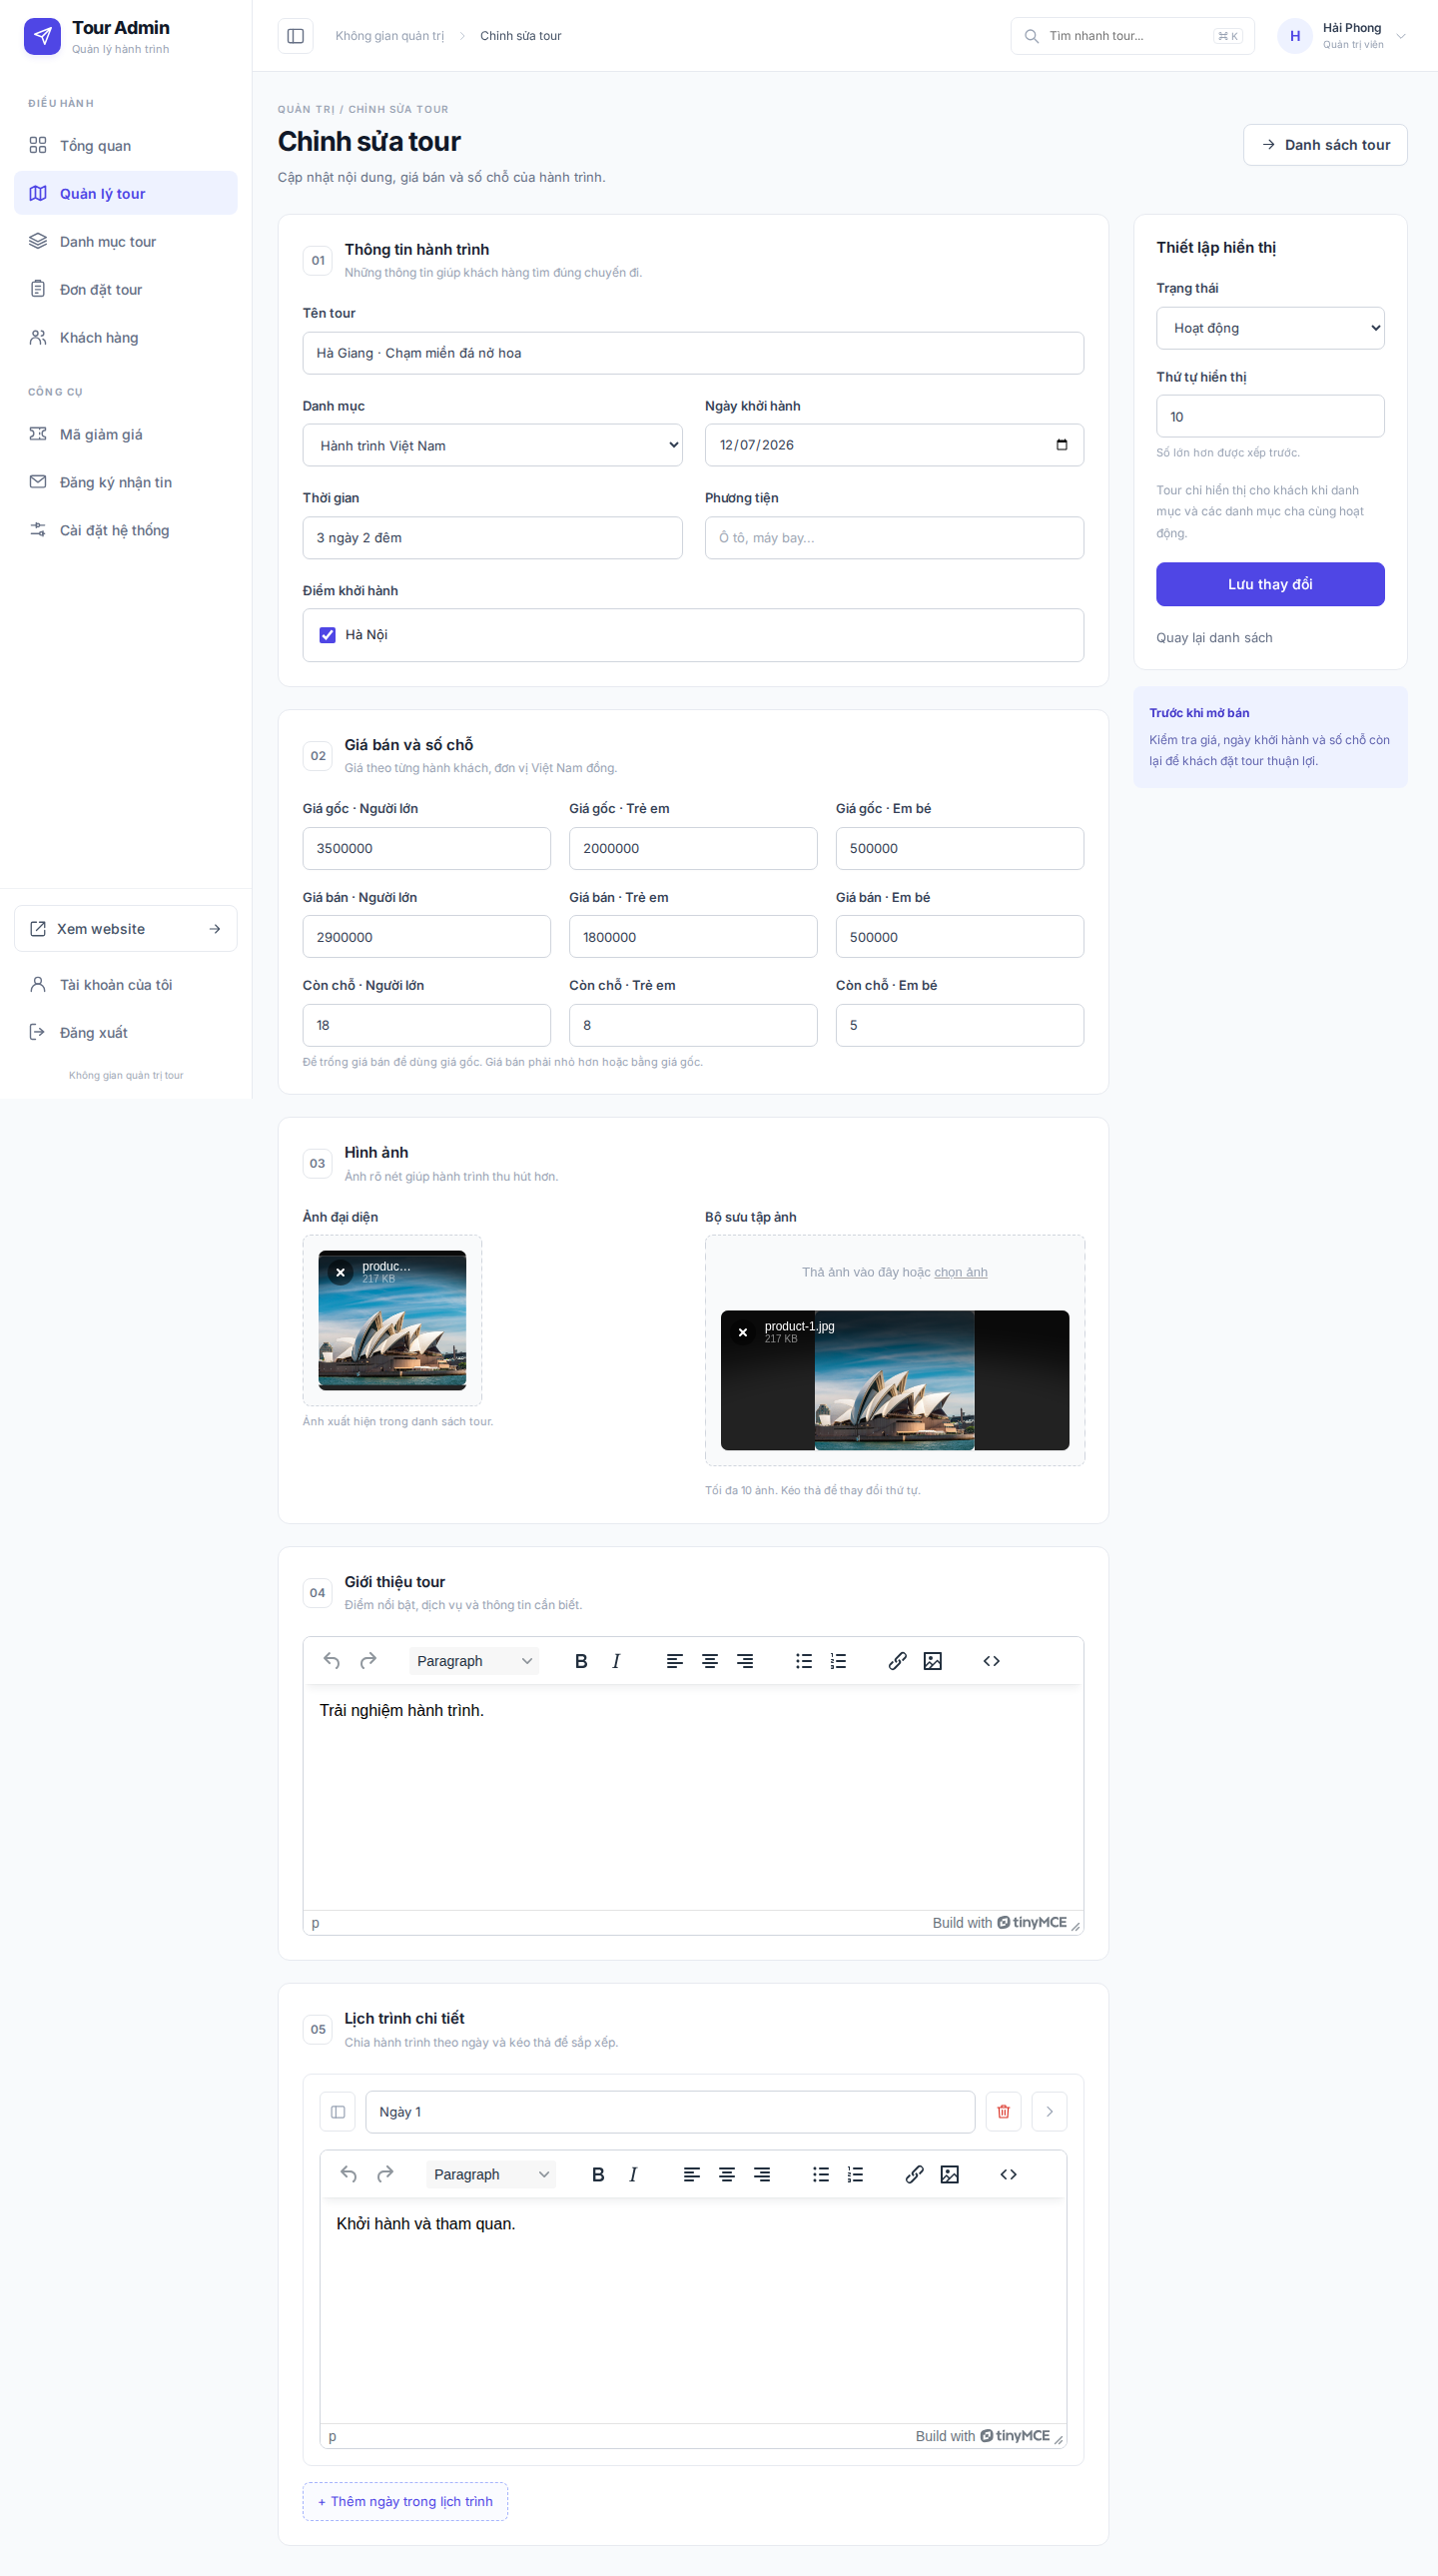 Tour Admin
Quản lý hành trình
ĐIỀU HÀNH
Tổng quan
Quản lý tour
Danh mục tour
Đơn đặt tour
Khách hàng
CÔNG CỤ
Mã giảm giá
Đăng ký nhận tin
Cài đặt hệ thống
Xem website
Tài khoản của tôi
Đăng xuất
Không gian quản trị tour
Không gian quản trị
Chỉnh sửa tour
Tìm nhanh tour...
⌘ K
H
Hải Phong
Quản trị viên
QUẢN TRỊ / CHỈNH SỬA TOUR
Chỉnh sửa tour
Cập nhật nội dung, giá bán và số chỗ của hành trình.
Danh sách tour
01
Thông tin hành trình
Những thông tin giúp khách hàng tìm đúng chuyến đi.
Tên tour
Hà Giang · Chạm miền đá nở hoa
Danh mục
Ngày khởi hành
Hành trình Việt Nam
12/07/2026
Thời gian
Phương tiện
3 ngày 2 đêm
Ô tô, máy bay...
Điểm khởi hành
Hà Nội
02
Giá bán và số chỗ
Giá theo từng hành khách, đơn vị Việt Nam đồng.
Giá gốc · Người lớn
Giá gốc · Trẻ em
Giá gốc · Em bé
3500000
2000000
500000
Giá bán · Người lớn
Giá bán · Trẻ em
Giá bán · Em bé
2900000
1800000
500000
Còn chỗ · Người lớn
Còn chỗ · Trẻ em
Còn chỗ · Em bé
18
8
5
Để trống giá bán để dùng giá gốc. Giá bán phải nhỏ hơn hoặc bằng giá gốc.
03
Hình ảnh
Ảnh rõ nét giúp hành trình thu hút hơn.
Ảnh đại diện
produc...
217 KB
Ảnh xuất hiện trong danh sách tour.
Bộ sưu tập ảnh
Thả ảnh vào đây hoặc chọn ảnh
product-1.jpg
217 KB
Tối đa 10 ảnh. Kéo thả để thay đổi thứ tự.
04
Giới thiệu tour
Điểm nổi bật, dịch vụ và thông tin cần biết.
Paragraph
B
I
Trải nghiệm hành trình.
p
Build with tinyMCE
05
Lịch trình chi tiết
Chia hành trình theo ngày và kéo thả để sắp xếp.
Ngày 1
Paragraph
B
I
Khởi hành và tham quan.
p
Build with tinyMCE
+ Thêm ngày trong lịch trình
Thiết lập hiển thị
Trạng thái
Hoạt động
Thứ tự hiển thị
10
Số lớn hơn được xếp trước.
Tour chỉ hiển thị cho khách khi danh
mục và các danh mục cha cùng hoạt
động.
Lưu thay đổi
Quay lại danh sách
Trước khi mở bán
Kiểm tra giá, ngày khởi hành và số chỗ còn
lại để khách đặt tour thuận lợi.